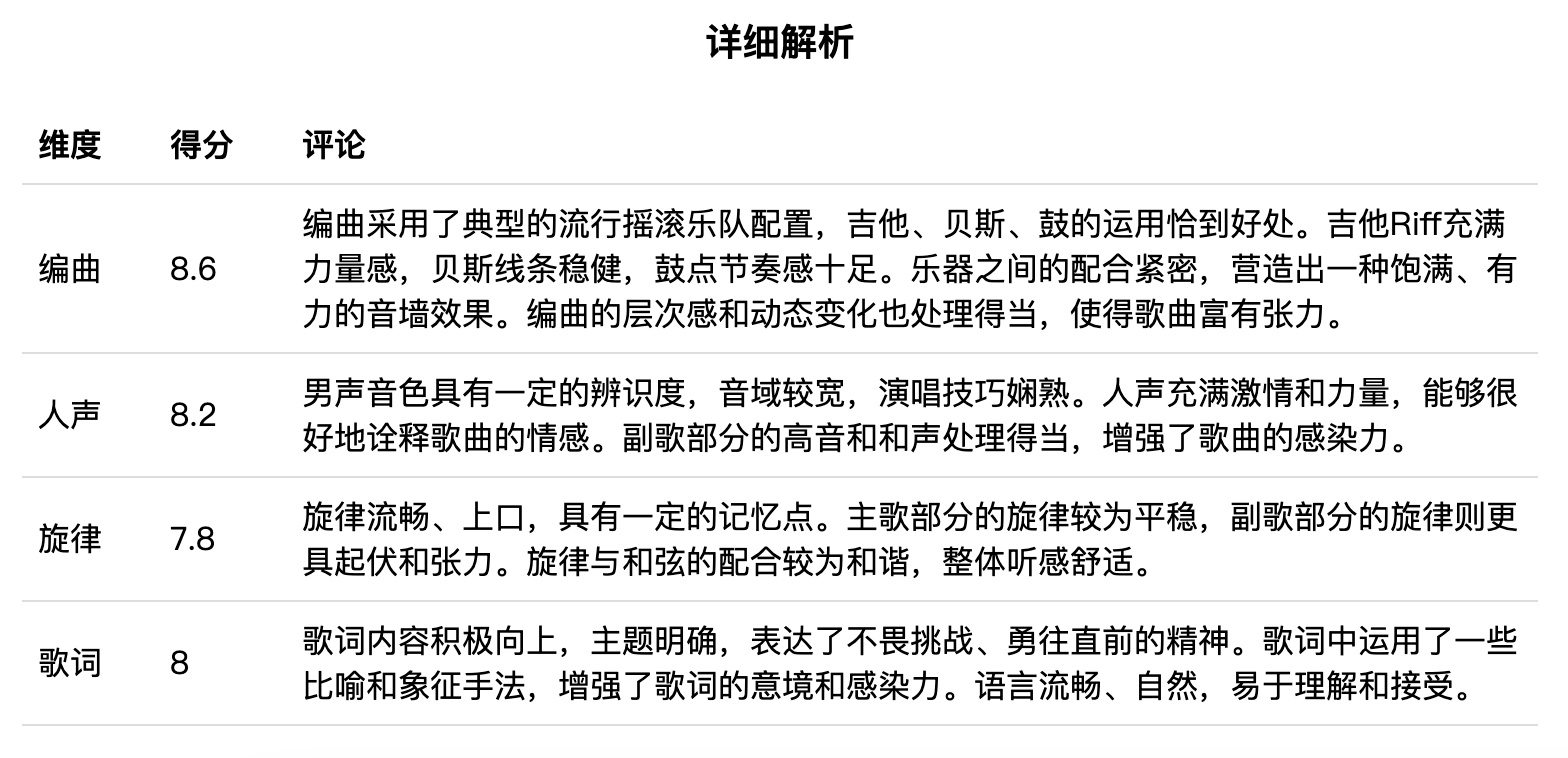 详细解析
维度 得分 评论
编曲采用了典型的流行摇滚乐队配置，吉他、贝斯、鼓的运用恰到好处。吉他Riff充满
编曲 8.6 力量感，贝斯线条稳健，鼓点节奏感十足。乐器之间的配合紧密，营造出一种饱满、有
力的音墙效果。编曲的层次感和动态变化也处理得当，使得歌曲富有张力。
人声 8.2 男声音色具有一定的辨识度，音域较宽，演唱技巧娴熟。人声充满激情和力量，能够很
好地诠释歌曲的情感。副歌部分的高音和和声处理得当，增强了歌曲的感染力。
旋律 7.8 旋律流畅、上口，具有一定的记忆点。主歌部分的旋律较为平稳，副歌部分的旋律则更
具起伏和张力。旋律与和弦的配合较为和谐，整体听感舒适。
歌词 8 歌词内容积极向上，主题明确，表达了不畏挑战、勇往直前的精神。歌词中运用了一些
比喻和象征手法，增强了歌词的意境和感染力。语言流畅、自然，易于理解和接受。